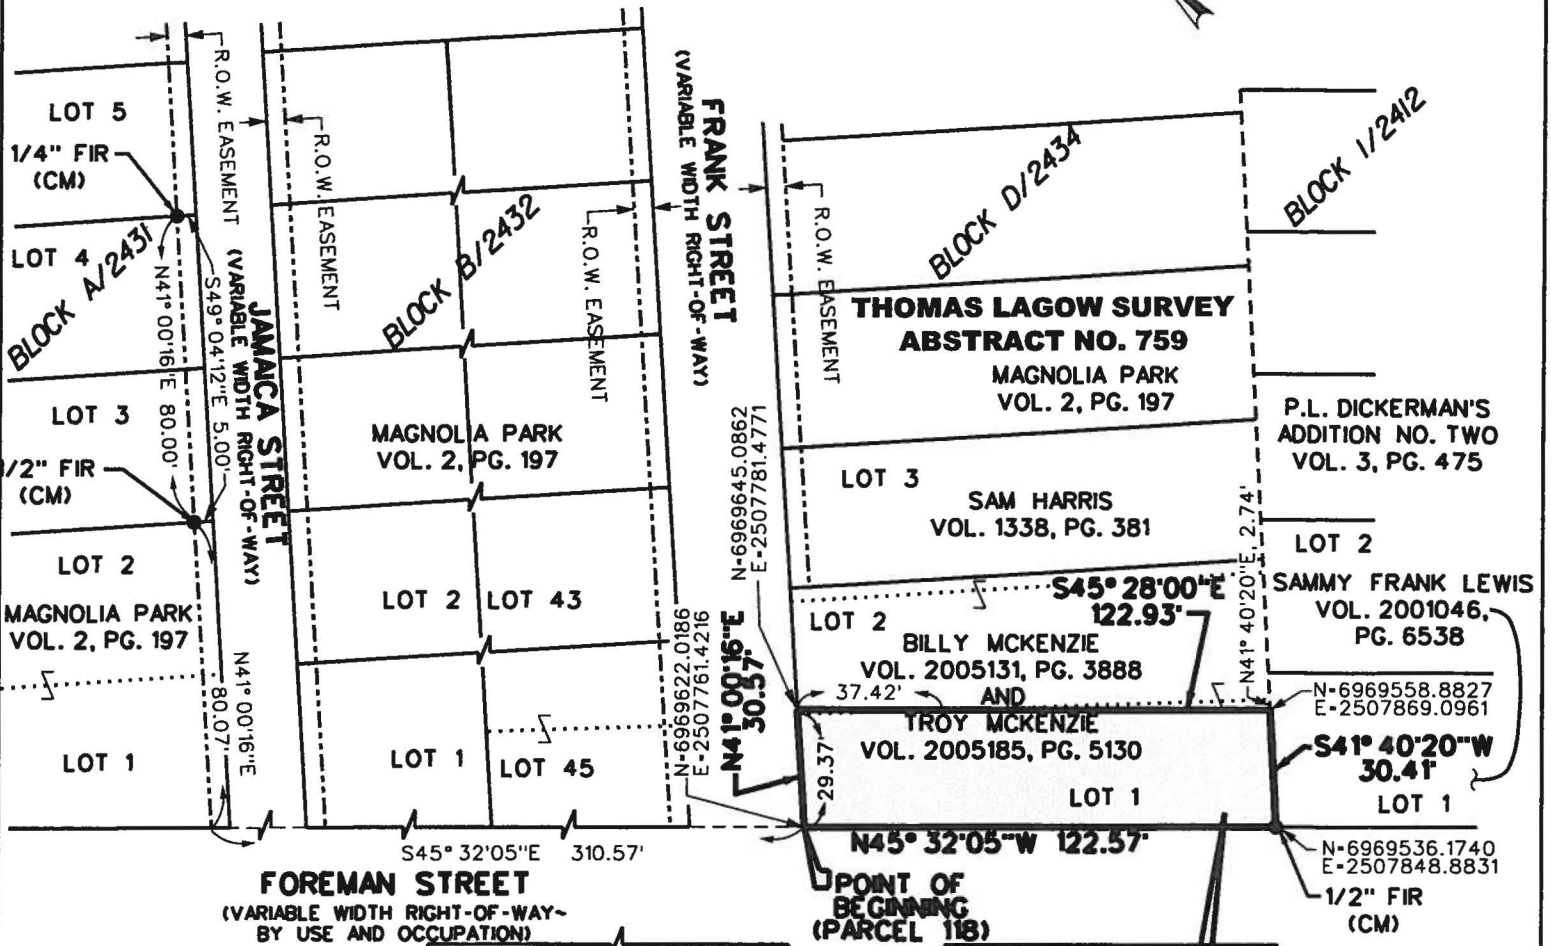 LOT 5
1/4" FIR
(CM)
LOT 4
BLOCK A/2431
N41° 00'16"E 80.00'
S49° 04'12"E 5.00'
LOT 3
1/2" FIR
(CM)
LOT 2
MAGNOLIA PARK
VOL. 2, PG. 197
LOT 1
N41° 00'16"E
80.07'
R.O.W. EASEMENT
JAMAICA STREET
(VARIABLE WIDTH RIGHT-OF-WAY)
R.O.W. EASEMENT
BLOCK B/2432
MAGNOLIA PARK
VOL. 2, PG. 197
LOT 2
LOT 43
LOT 1
LOT 45
R.O.W. EASEMENT
FRANK STREET
(VARIABLE WIDTH RIGHT-OF-WAY)
R.O.W. EASEMENT
BLOCK D/2434
BLOCK 1/2412
THOMAS LAGOW SURVEY
ABSTRACT NO. 759
MAGNOLIA PARK
VOL. 2, PG. 197
P.L. DICKERMAN'S
ADDITION NO. TWO
VOL. 3, PG. 475
LOT 3
SAM HARRIS
VOL. 1338, PG. 381
N-6969645.0862
E-2507781.4771
N-6969622.0186
E-2507761.4216
N41° 00'16"E
30.57'
S45° 28'00"E
122.93'
N41° 40'20"E, 2.74'
LOT 2
SAMMY FRANK LEWIS
VOL. 2001046,
PG. 6538
LOT 2
BILLY MCKENZIE
VOL. 2005131, PG. 3888
AND
TROY MCKENZIE
VOL. 2005185, PG. 5130
37.42'
29.37'
LOT 1
N-6969558.8827
E-2507869.0961
S41° 40'20"W
30.41'
LOT 1
N45° 32'05"W 122.57'
S45° 32'05"E 310.57'
N-6969536.1740
E-2507848.8831
1/2" FIR
(CM)
FOREMAN STREET
(VARIABLE WIDTH RIGHT-OF-WAY~
BY USE AND OCCUPATION)
POINT OF
BEGINNING
(PARCEL 118)